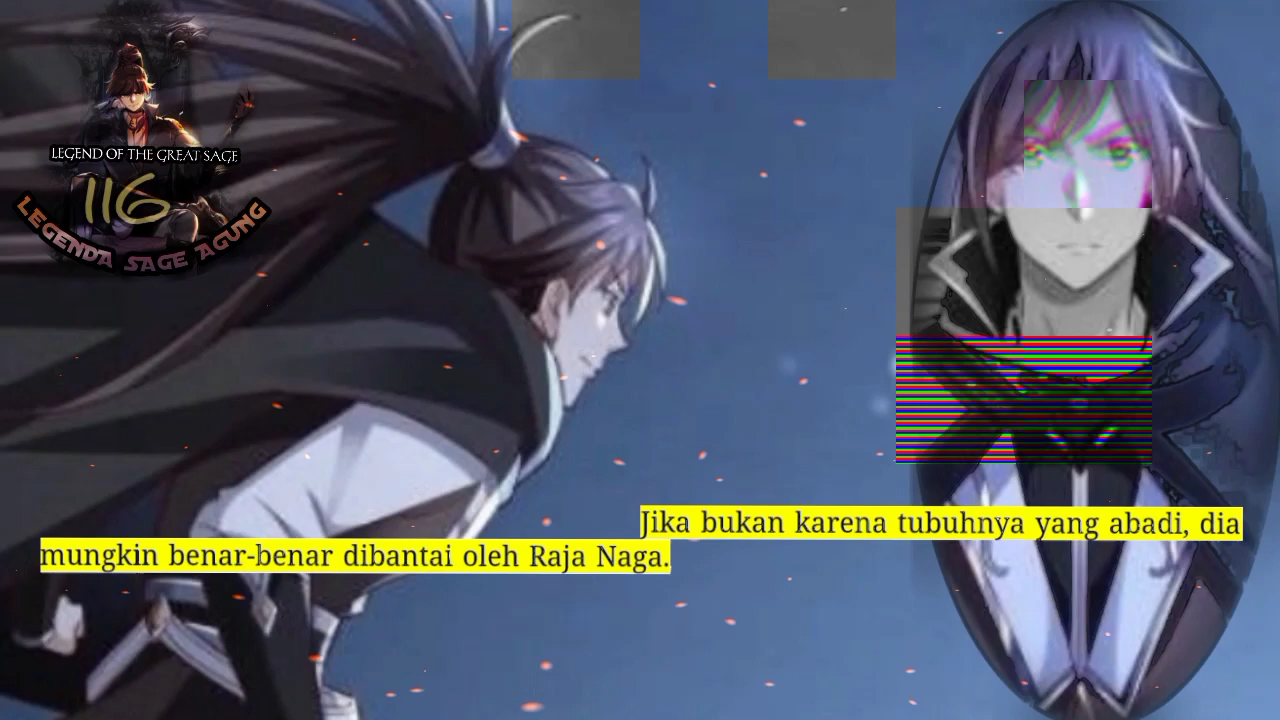 LEGEND OF THE GREAT SAGE
116
LEGENDA SAGE AGUNG
Jika bukan karena tubuhnya yang abadi, dia
mungkin benar-benar dibantai oleh Raja Naga.